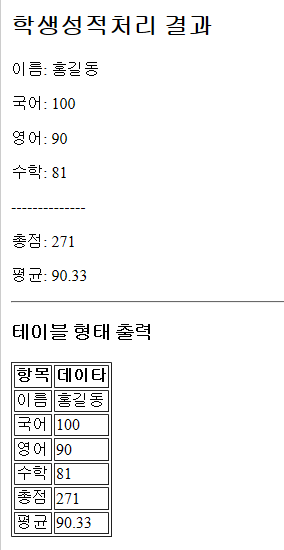 학생성적처리 결과
이름: 홍길동
국어: 100
영어: 90
수학: 81
--------------
총점: 271
평균: 90.33
테이블 형태 출력
항목 데이타
이름 홍길동
국어 100
영어 90
수학 81
총점 271
평균 90.33